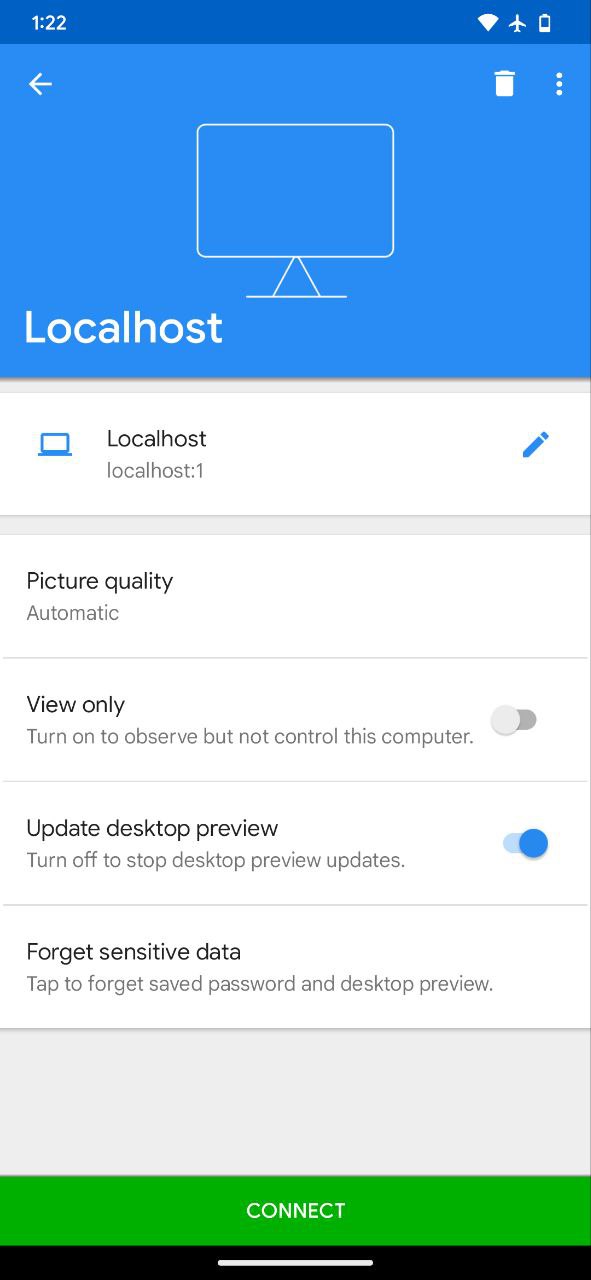 1:22
Localhost
Localhost
localhost:1
Picture quality
Automatic
View only
Turn on to observe but not control this computer.
Update desktop preview
Turn off to stop desktop preview updates.
Forget sensitive data
Tap to forget saved password and desktop preview.
CONNECT